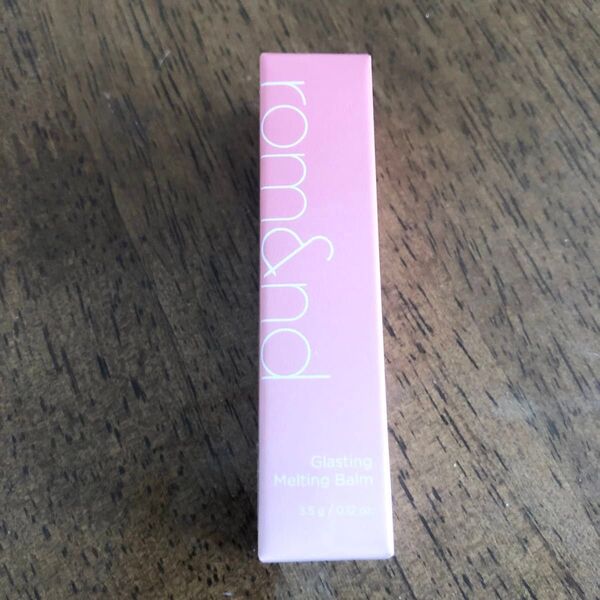 rom&nd
Glasting
Melting Balm
3.5 g / 0.12 oz.